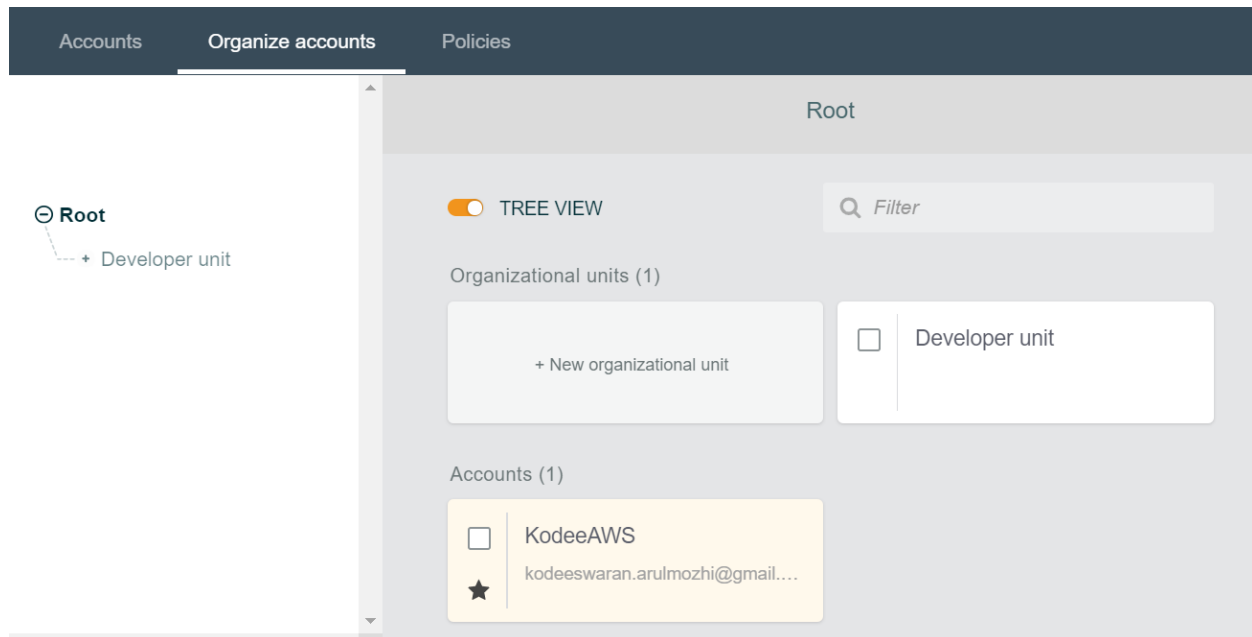 Accounts Organize accounts Policies
Root
Root
+ Developer unit
TREE VIEW Filter
Organizational units (1)
+ New organizational unit
Developer unit
Accounts (1)
KodeeAWS
kodeeswaran.arulmozhi@gmail....